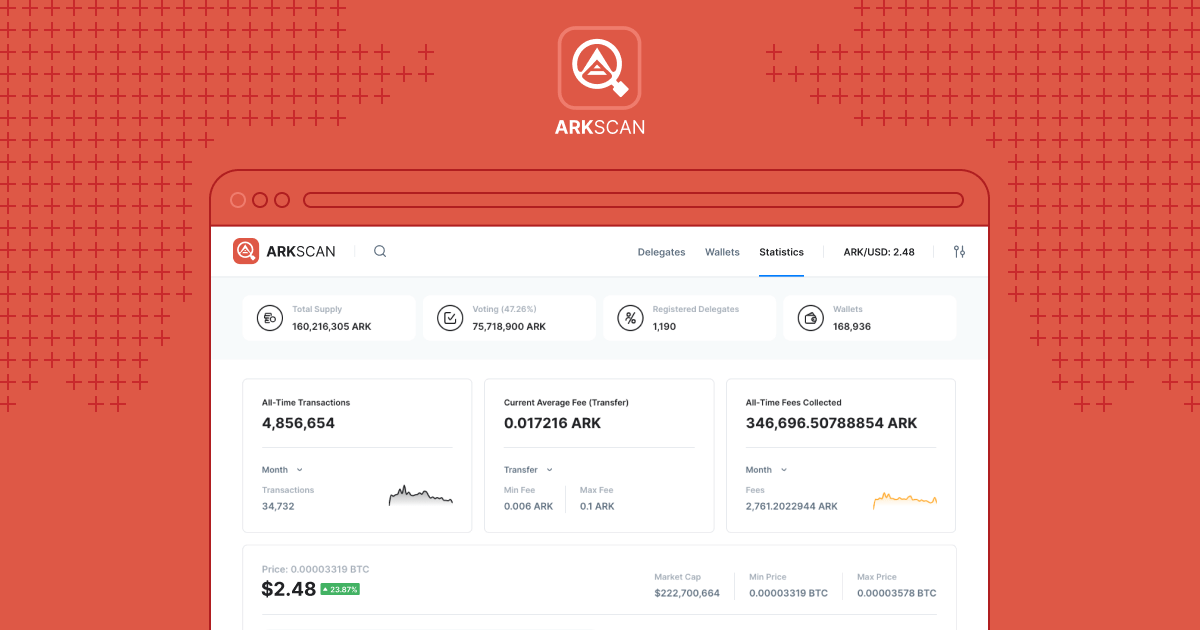 ARKSCAN
ARKSCAN
Delegates
Wallets
Statistics
ARK/USD: 2.48
Total Supply
160,216,305 ARK
Voting (47.26%)
75,718,900 ARK
Registered Delegates
1,190
Wallets
168,936
All-Time Transactions
4,856,654
Month
Transactions
34,732
Current Average Fee (Transfer)
0.017216 ARK
Transfer
Min Fee
0.006 ARK
Max Fee
0.1 ARK
All-Time Fees Collected
346,696.50788854 ARK
Month
Fees
2,761.2022944 ARK
Price: 0.00003319 BTC
$2.48
23.87%
Market Cap
$222,700,664
Min Price
0.00003319 BTC
Max Price
0.00003578 BTC